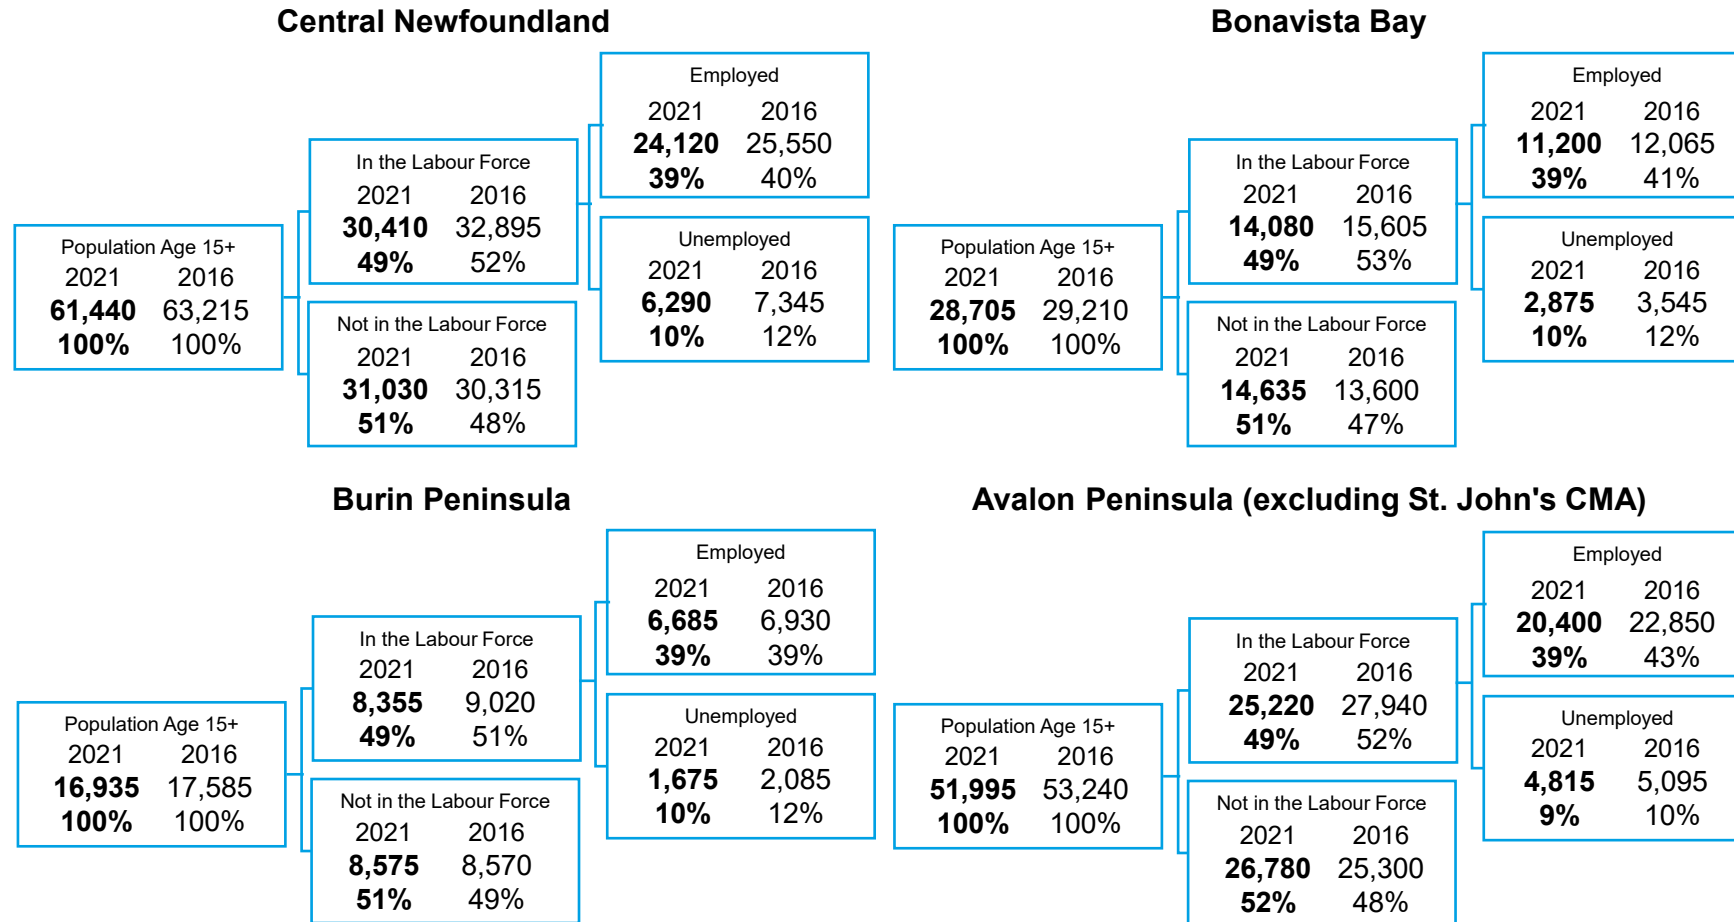 Central Newfoundland
Population Age 15+
2021 2016
61,440 63,215
100% 100%
In the Labour Force
2021 2016
30,410 32,895
49% 52%
Not in the Labour Force
2021 2016
31,030 30,315
51% 48%
Employed
2021 2016
24,120 25,550
39% 40%
Unemployed
2021 2016
6,290 7,345
10% 12%
Bonavista Bay
Population Age 15+
2021 2016
28,705 29,210
100% 100%
In the Labour Force
2021 2016
14,080 15,605
49% 53%
Not in the Labour Force
2021 2016
14,635 13,600
51% 47%
Employed
2021 2016
11,200 12,065
39% 41%
Unemployed
2021 2016
2,875 3,545
10% 12%
Burin Peninsula
Population Age 15+
2021 2016
16,935 17,585
100% 100%
In the Labour Force
2021 2016
8,355 9,020
49% 51%
Not in the Labour Force
2021 2016
8,575 8,570
51% 49%
Employed
2021 2016
6,685 6,930
39% 39%
Unemployed
2021 2016
1,675 2,085
10% 12%
Avalon Peninsula (excluding St. John's CMA)
Population Age 15+
2021 2016
51,995 53,240
100% 100%
In the Labour Force
2021 2016
25,220 27,940
49% 52%
Not in the Labour Force
2021 2016
26,780 25,300
52% 48%
Employed
2021 2016
20,400 22,850
39% 43%
Unemployed
2021 2016
4,815 5,095
9% 10%